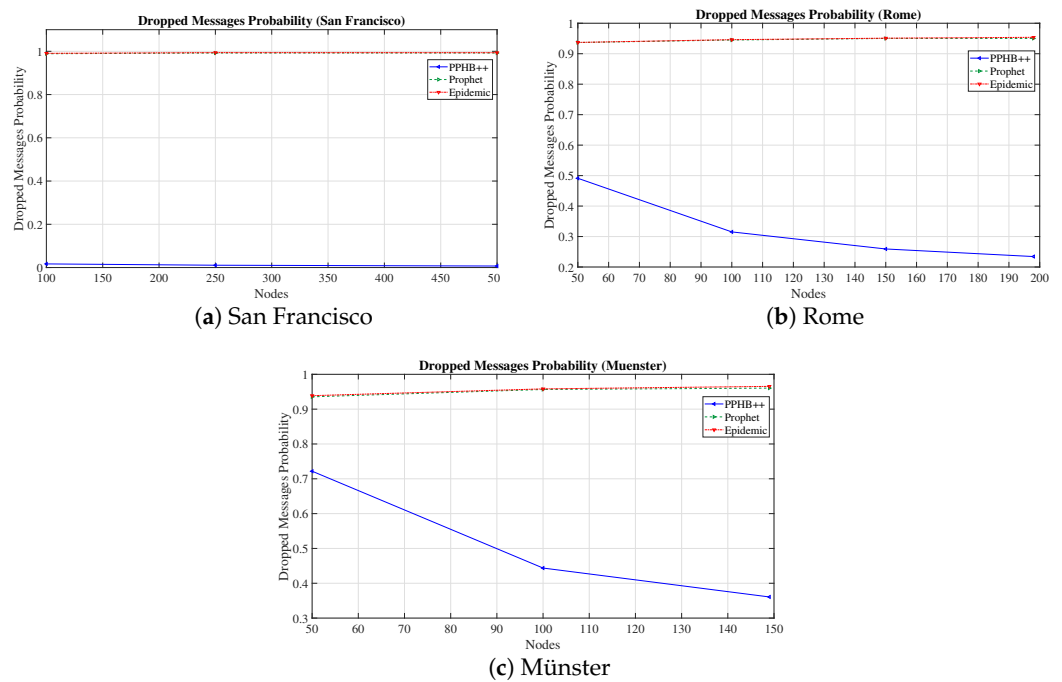 Dropped Messages Probability (San Francisco)
Dropped Messages Probability
1
0.8
0.6
0.4
0.2
0
PPHB++
Prophet
Epidemic
100 150 200 250 300 350 400 450 500
Nodes
(a) San Francisco
Dropped Messages Probability (Rome)
Dropped Messages Probability
1
0.9
0.8
0.7
0.6
0.5
0.4
0.3
0.2
PPHB++
Prophet
Epidemic
50 60 70 80 90 100 110 120 130 140 150 160 170 180 190 200
Nodes
(b) Rome
Dropped Messages Probability (Muenster)
Dropped Messages Probability
1
0.9
0.8
0.7
0.6
0.5
0.4
0.3
PPHB++
Prophet
Epidemic
50 60 70 80 90 100 110 120 130 140 150
Nodes
(c) Münster